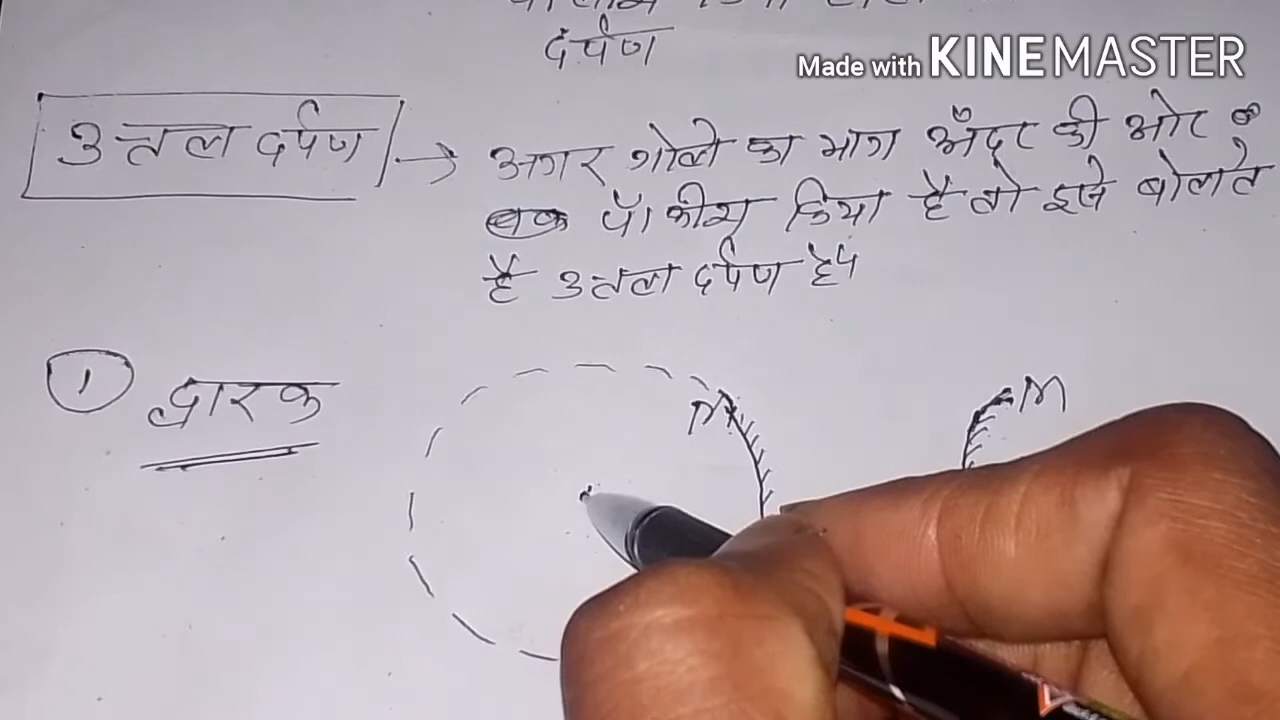 दर्पण
Made with KINEMASTER
उत्तल दर्पण → अगर गोले का भाग अँदर की ओर
पॉ कीस किया है तो इसे बोलते
है उत्तल दर्पण है५
① द्वारक
M
M